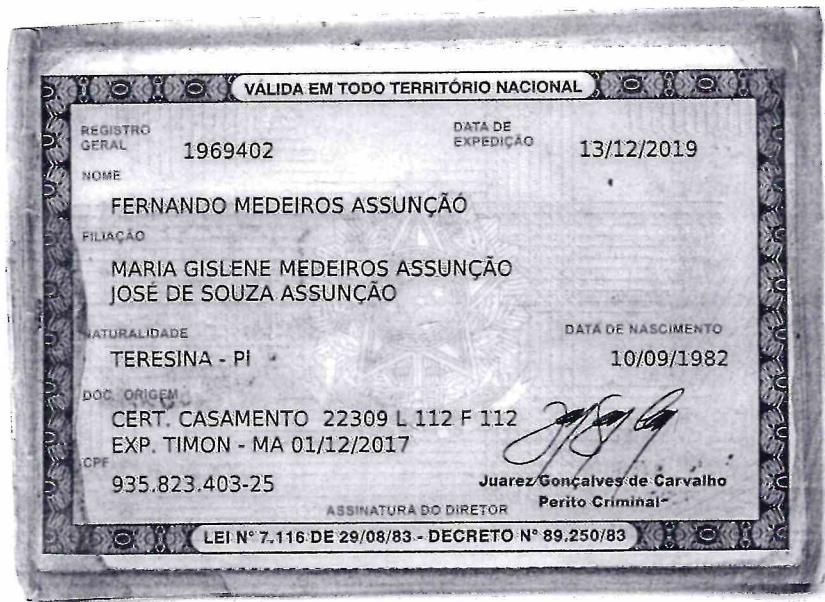 VÁLIDA EM TODO TERRITÓRIO NACIONAL
REGISTRO GERAL 1969402 DATA DE EXPEDIÇÃO 13/12/2019
NOME
FERNANDO MEDEIROS ASSUNÇÃO
FILIAÇÃO
MARIA GISLENE MEDEIROS ASSUNÇÃO
JOSÉ DE SOUZA ASSUNÇÃO
NATURALIDADE DATA DE NASCIMENTO
TERESINA - PI 10/09/1982
DOC. ORIGEM
CERT. CASAMENTO 22309 L 112 F 112
EXP. TIMON - MA 01/12/2017
CPF
935.823.403-25
Juarez Gonçalves de Carvalho
Perito Criminal
ASSINATURA DO DIRETOR
LEI Nº 7.116 DE 29/08/83 - DECRETO Nº 89.250/83